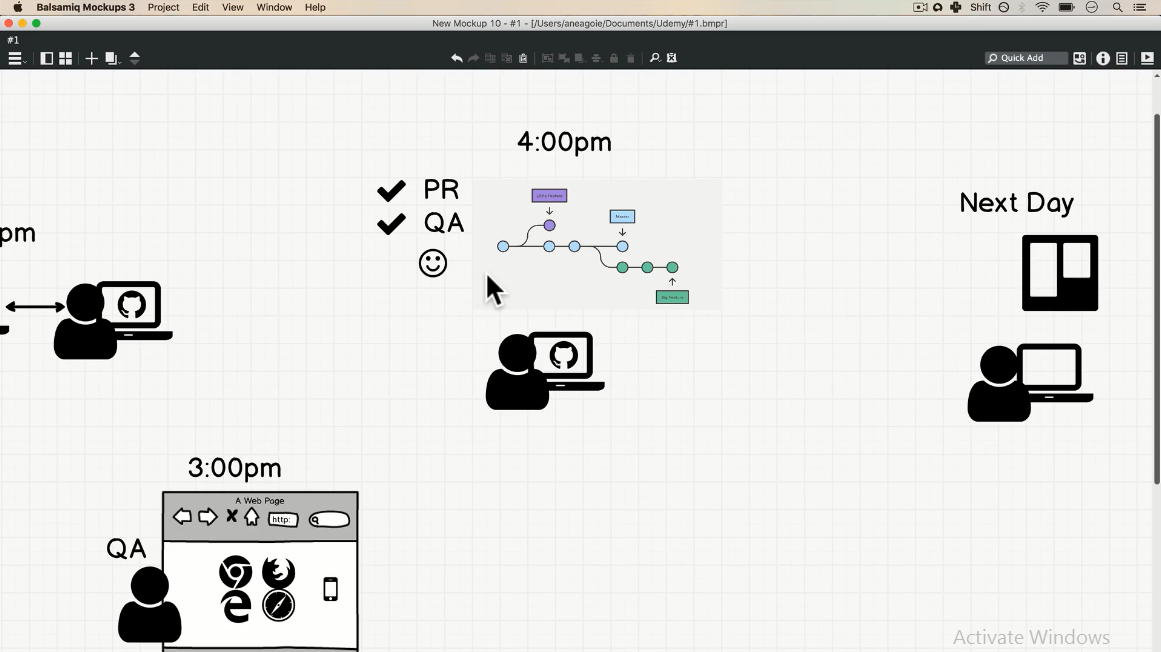 Balsamiq Mockups 3 Project Edit View Window Help Shift
New Mockup 10 - #1 - [/Users/aneagoie/Documents/Udemy/#1.bmpr]
#1
Quick Add
4:00pm
PR
QA
Little Feature
Master
Big Feature
Next Day
pm
3:00pm
A Web Page
http:
QA
Activate Windows